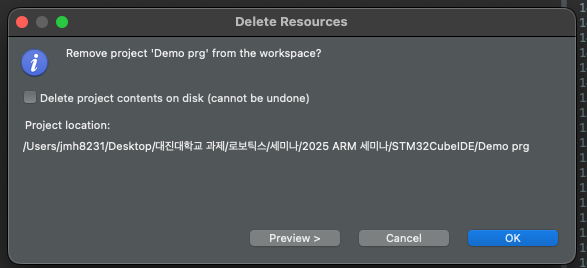 Delete Resources
Remove project 'Demo prg' from the workspace?
Delete project contents on disk (cannot be undone)
Project location:
/Users/jmh8231/Desktop/대진대학교 과제/로보틱스/세미나/2025 ARM 세미나/STM32CubeIDE/Demo prg
Preview >
Cancel
OK